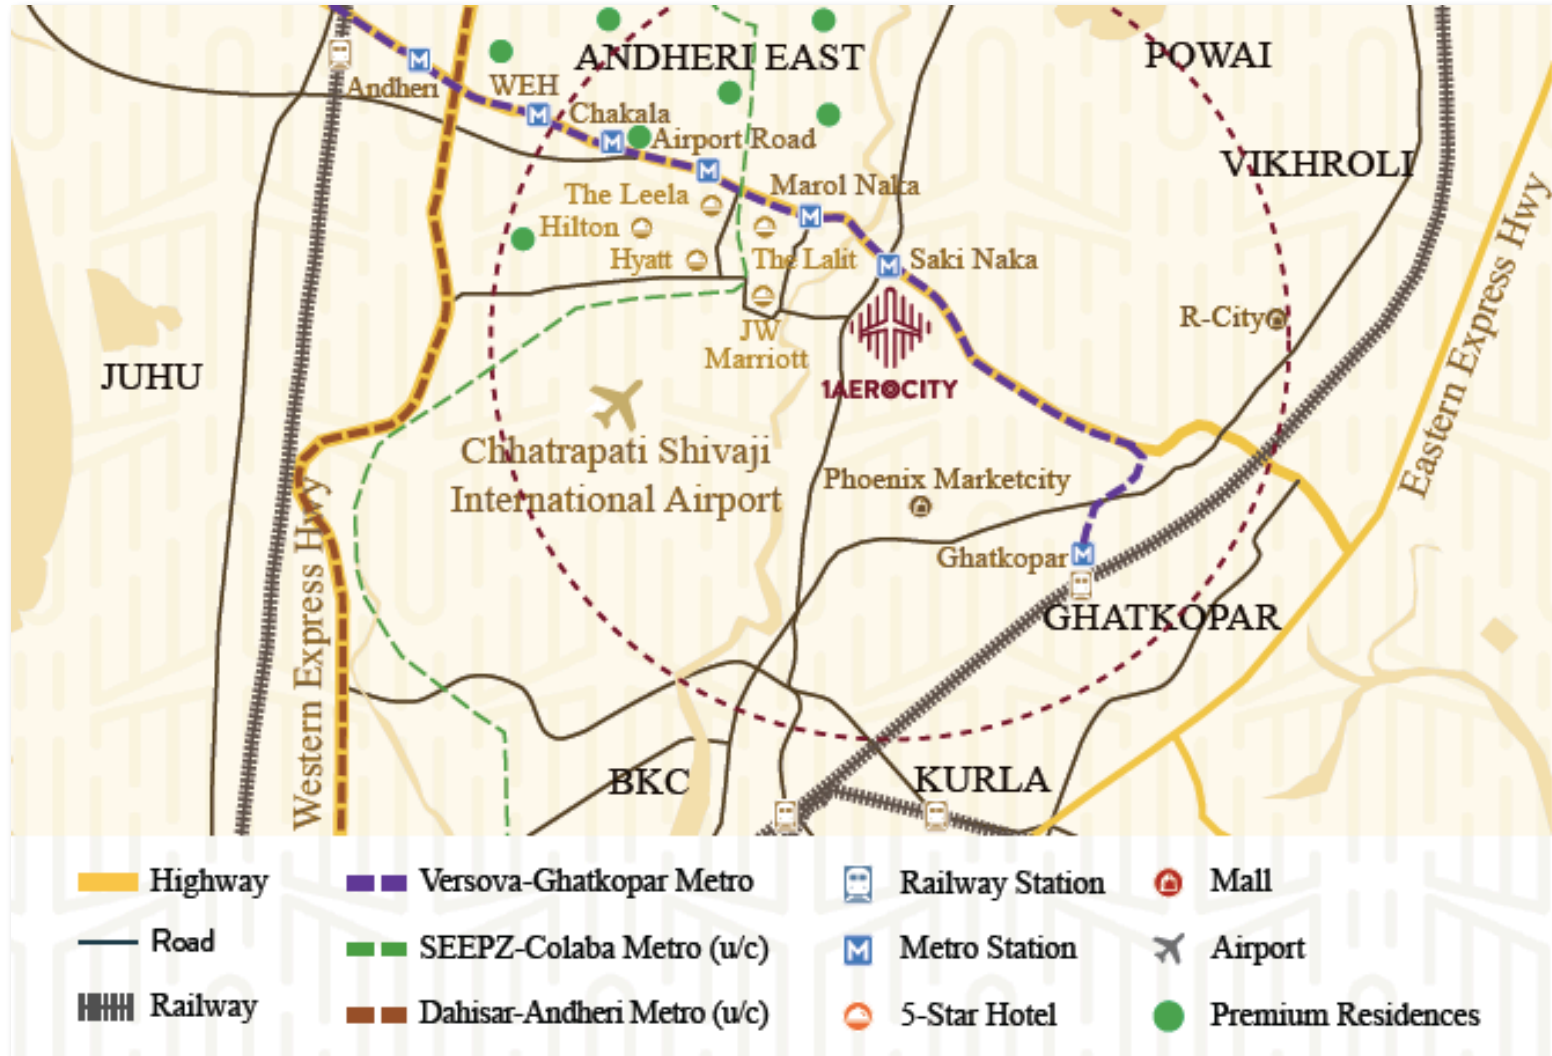 ANDHERI EAST
POWAI
Andheri
WEH
Chakala
Airport Road
VIKHROLI
The Leela
Marol Naka
Hilton
Hyatt
The Lalit
Saki Naka
Eastern Express Hwy
R-City
JW
Marriott
JUHU
1AEROCITY
Chhatrapati Shivaji
International Airport
Phoenix Marketcity
Western Express Hwy
Ghatkopar
GHATKOPAR
BKC
KURLA
Highway
Versova-Ghatkopar Metro
Railway Station
Mall
Road
SEEPZ-Colaba Metro (u/c)
Metro Station
Airport
Railway
Dahisar-Andheri Metro (u/c)
5-Star Hotel
Premium Residences